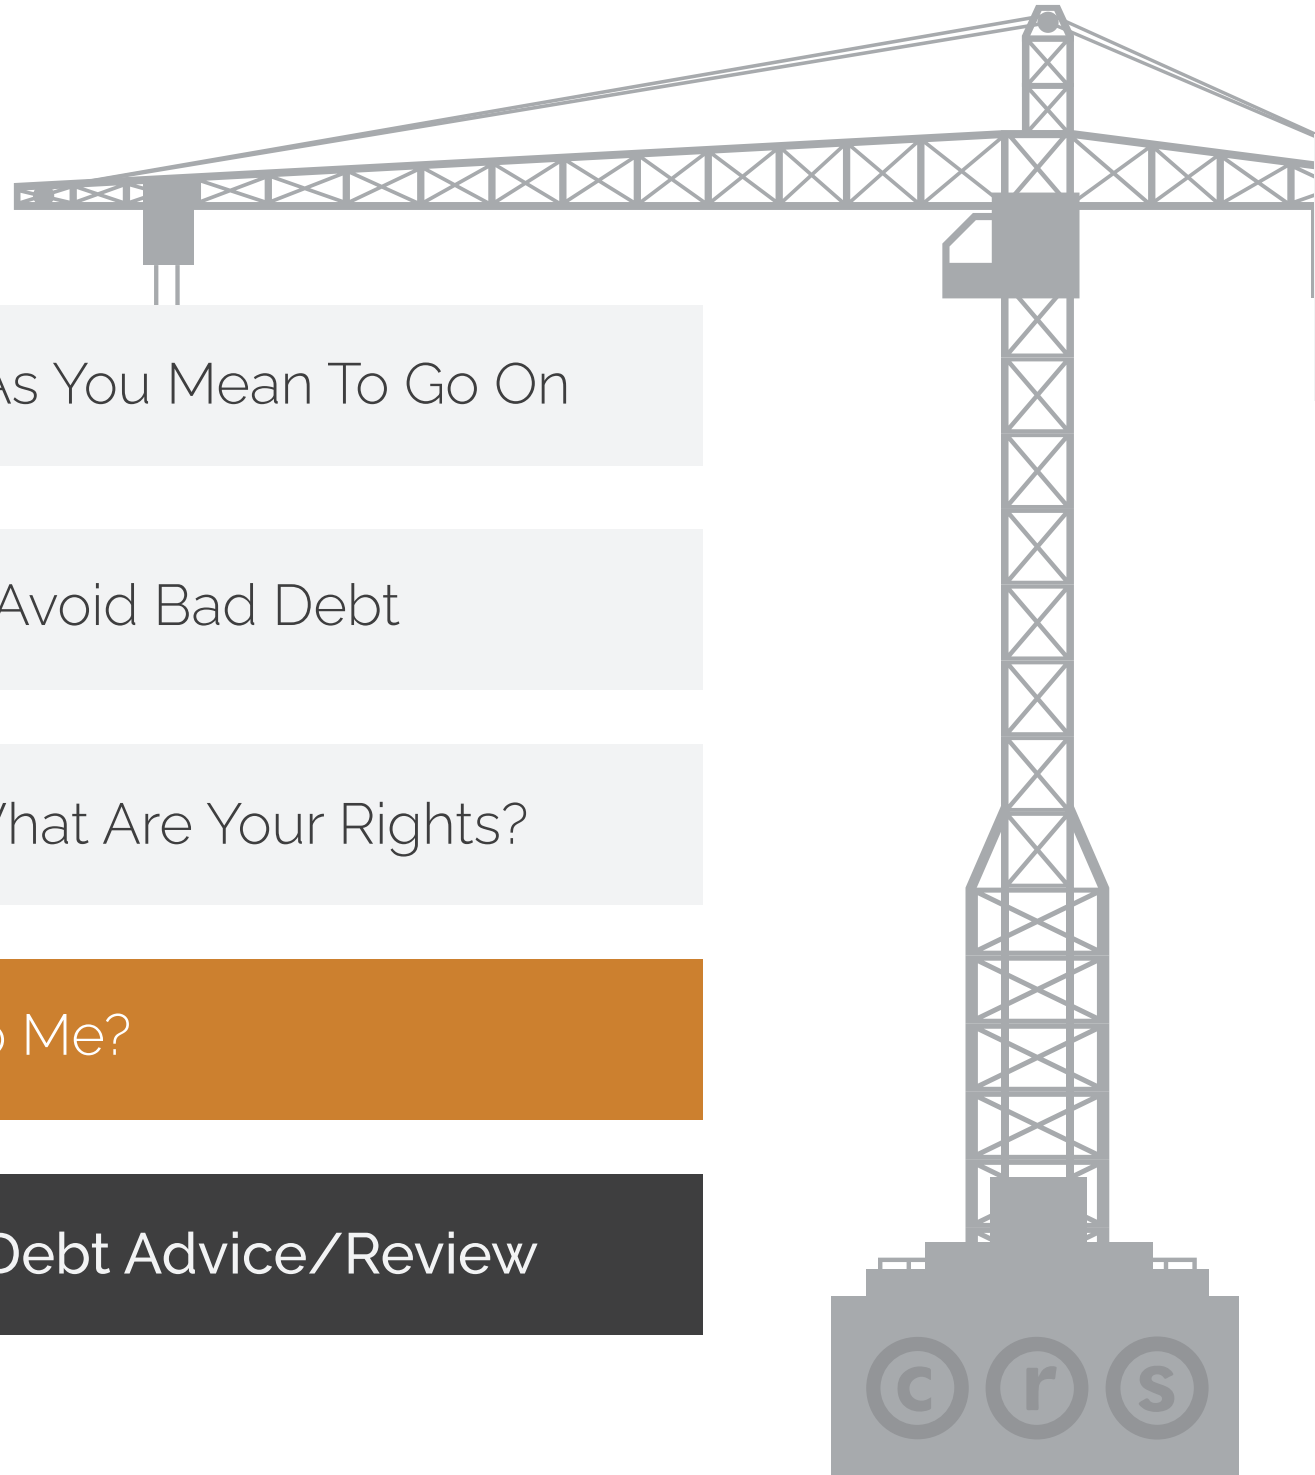 As You Mean To Go On
Avoid Bad Debt
What Are Your Rights?
Me?
Debt Advice/Review
crs